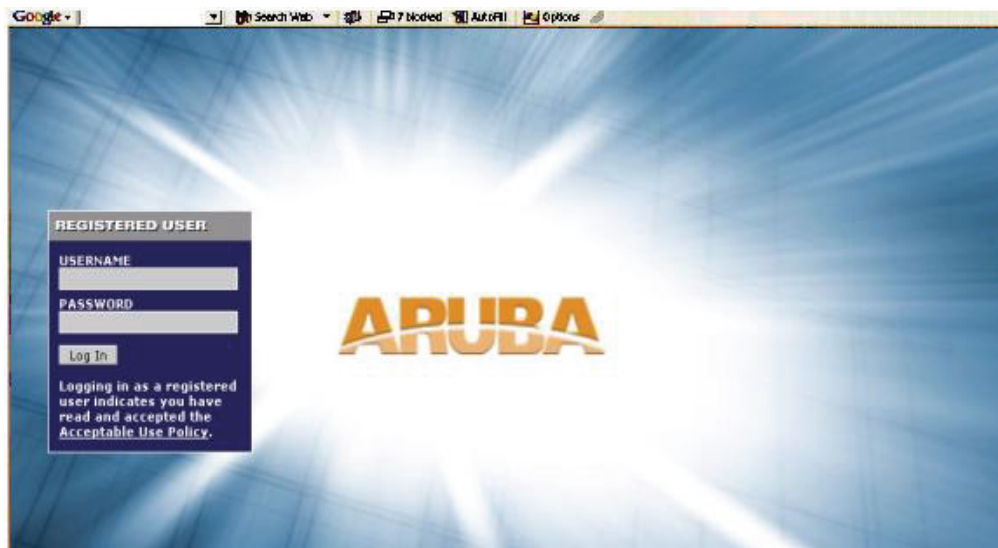 Google
Search Web
7 blocked
AutoFill
Options
REGISTERED USER
USERNAME
PASSWORD
Log In
Logging in as a registered
user indicates you have
read and accepted the
Acceptable Use Policy.
ARUBA